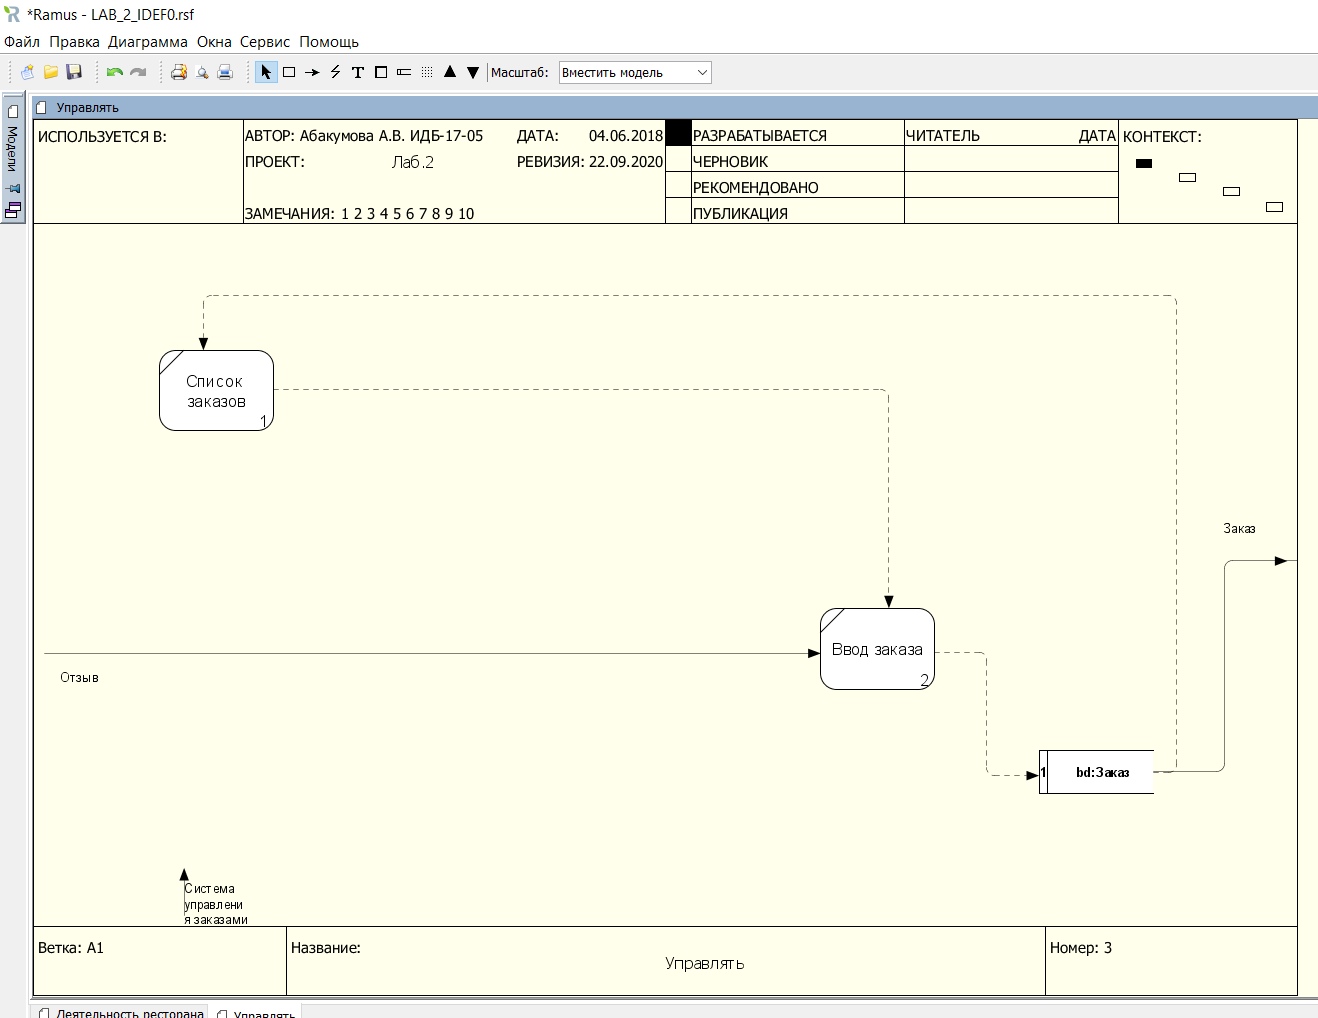 *Ramus - LAB_2_IDEF0.rsf
Файл Правка Диаграмма Окна Сервис Помощь
Масштаб: Вместить модель
Модели
Управлять
ИСПОЛЬЗУЕТСЯ В:
АВТОР: Абакумова А.В. ИДБ-17-05
ДАТА: 04.06.2018
ПРОЕКТ: Лаб.2
РЕВИЗИЯ: 22.09.2020
ЗАМЕЧАНИЯ: 1 2 3 4 5 6 7 8 9 10
РАЗРАБАТЫВАЕТСЯ
ЧЕРНОВИК
РЕКОМЕНДОВАНО
ПУБЛИКАЦИЯ
ЧИТАТЕЛЬ ДАТА
КОНТЕКСТ:
Список
заказов
1
Заказ
Ввод заказа
2
Отзыв
1 bd:Заказ
Система
управлени
я заказами
Ветка: A1
Название:
Управлять
Номер: 3
Деятельность ресторана
Управлять